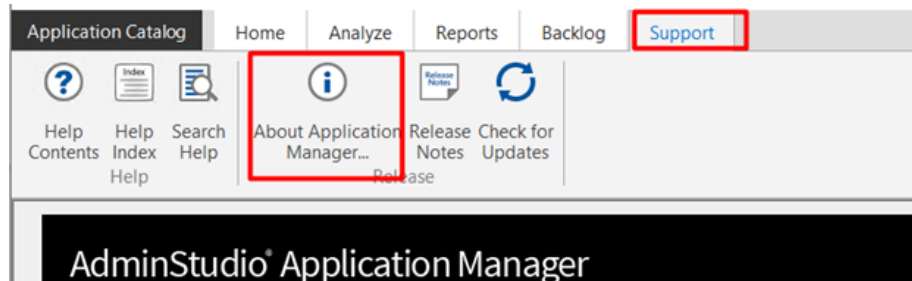 Application Catalog Home Analyze Reports Backlog Support
Index
Release
Notes
Help Help Search About Application Release Check for
Contents Index Help Manager... Notes Updates
Help Release
AdminStudio® Application Manager